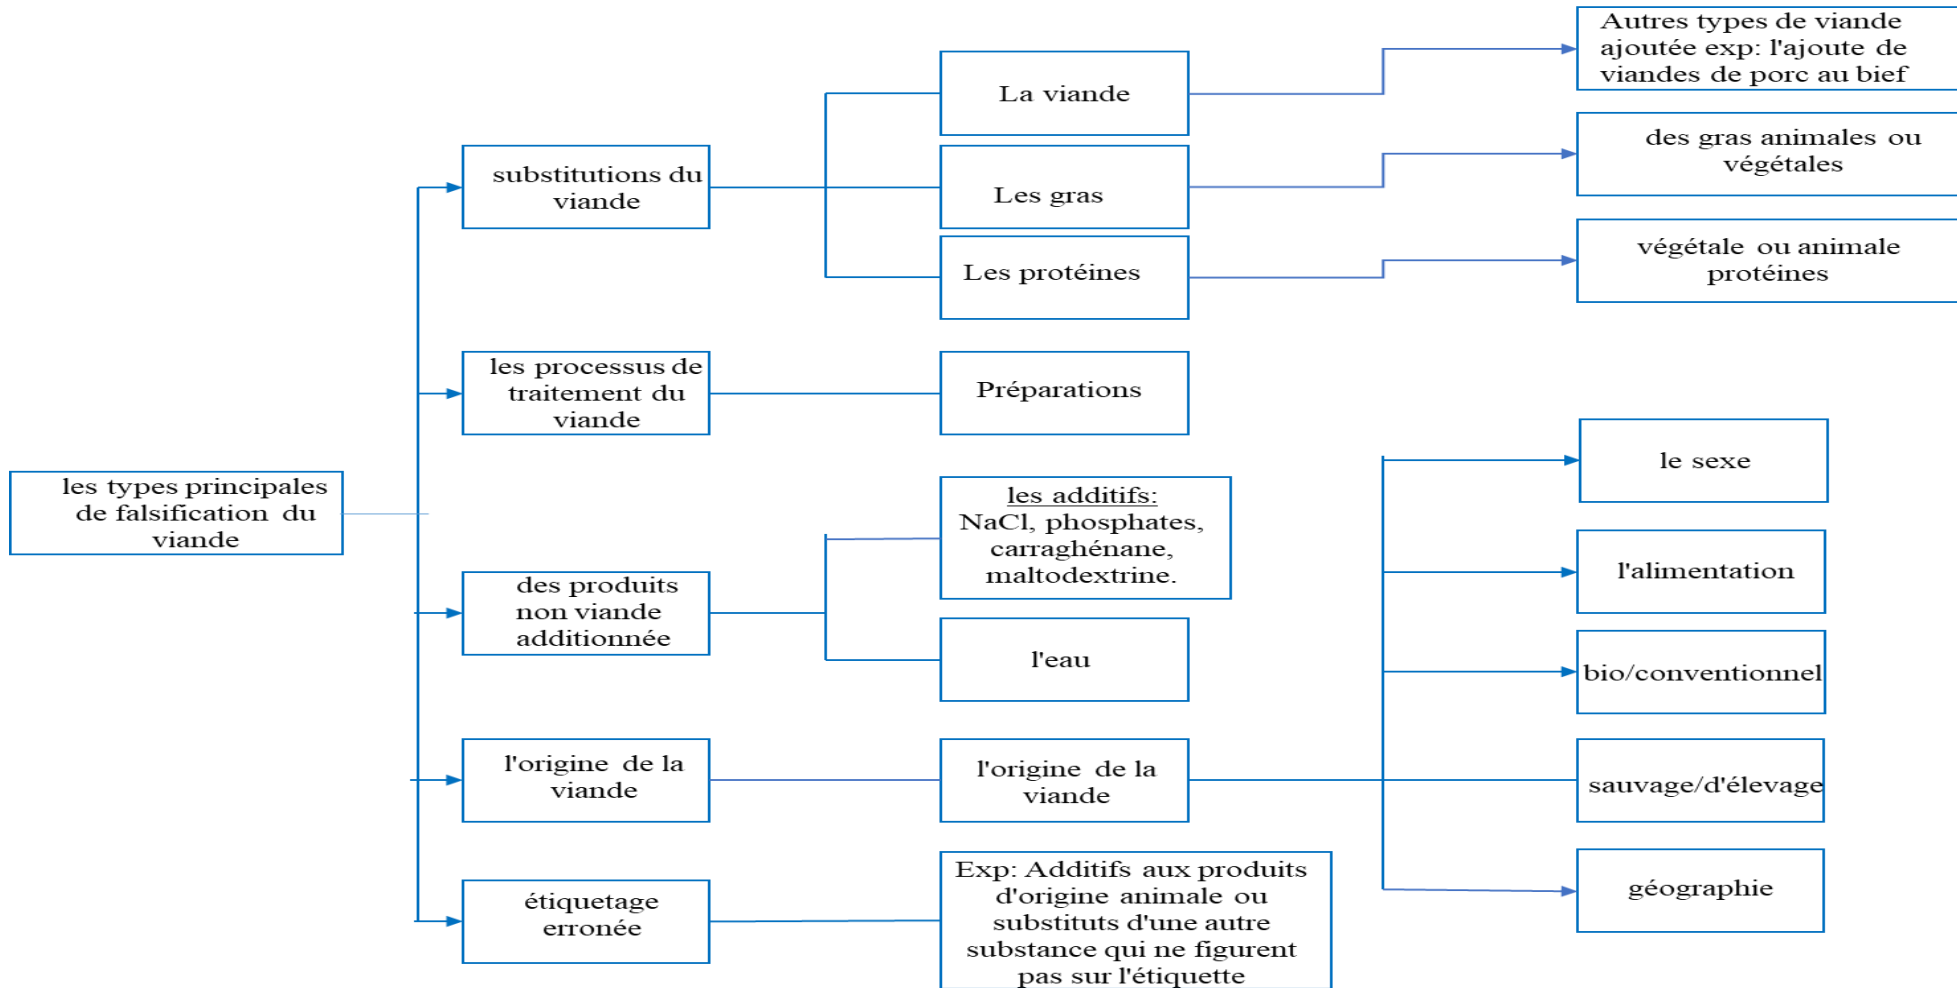 les types principales
de falsification du
viande
substitutions du
viande
La viande
Autres types de viande
ajoutée exp: l'ajoute de
viandes de porc au bief
Les gras
des gras animales ou
végétales
Les protéines
végétale ou animale
protéines
les processus de
traitement du
viande
Préparations
des produits
non viande
additionnée
les additifs:
NaCl, phosphates,
carraghénane,
maltodextrine.
l'eau
l'origine de la
viande
l'origine de la
viande
le sexe
l'alimentation
bio/conventionnel
sauvage/d'élevage
géographie
étiquetage
erronée
Exp: Additifs aux produits
d'origine animale ou
substituts d'une autre
substance qui ne figurent
pas sur l'étiquette